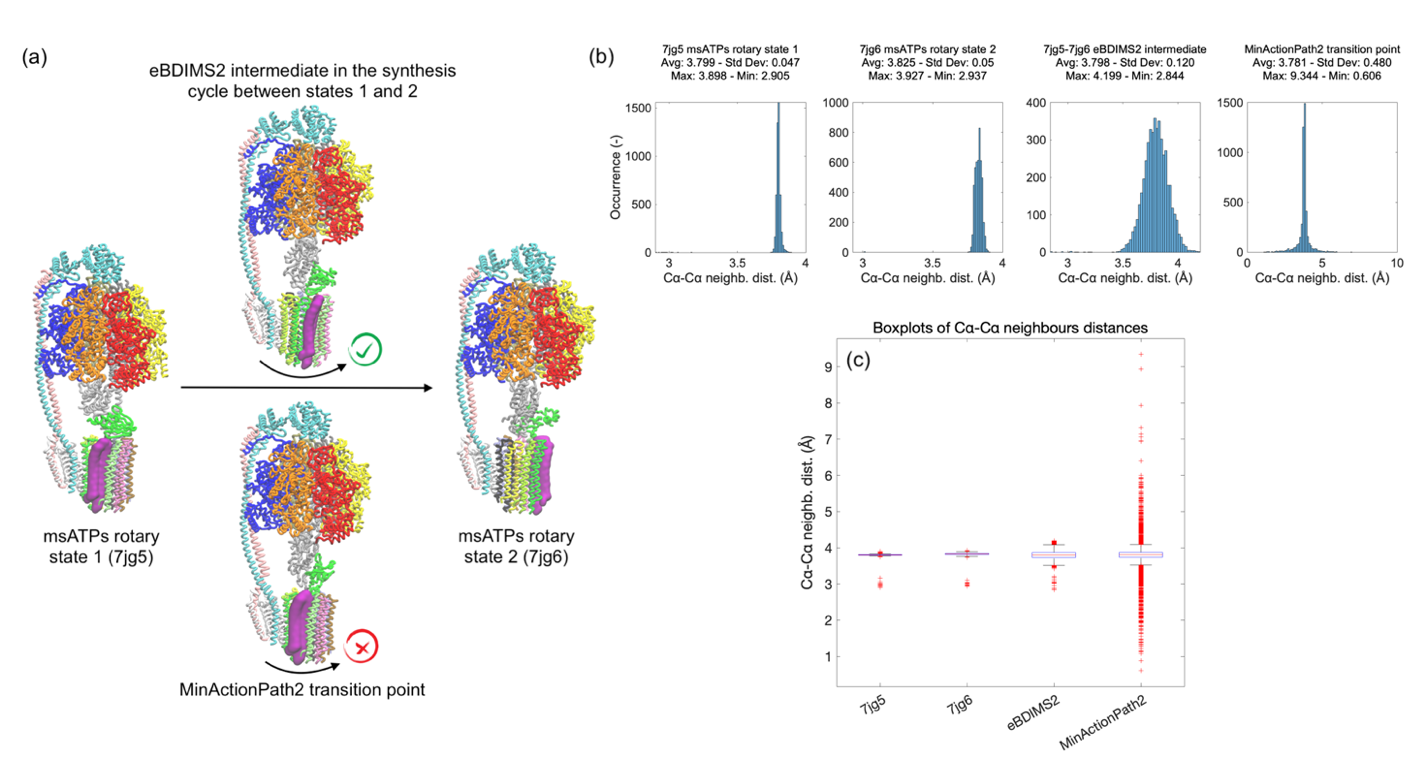 (a)
eBDIMS2 intermediate in the synthesis
cycle between states 1 and 2
msATPs rotary
state 1 (7jg5)
msATPs rotary
state 2 (7jg6)
MinActionPath2 transition point
(b)
7jg5 msATPs rotary state 1
Avg: 3.799 - Std Dev: 0.047
Max: 3.898 - Min: 2.905
1500
1000
500
0
Occurrence (-)
3
3.5
4
Cα-Cα neighb. dist. (Å)
7jg6 msATPs rotary state 2
Avg: 3.825 - Std Dev: 0.05
Max: 3.927 - Min: 2.937
1000
800
600
400
200
0
3
3.5
4
Cα-Cα neighb. dist. (Å)
7jg5-7jg6 eBDIMS2 intermediate
Avg: 3.798 - Std Dev: 0.120
Max: 4.199 - Min: 2.844
400
300
200
100
0
3
3.5
4
Cα-Cα neighb. dist. (Å)
MinActionPath2 transition point
Avg: 3.781 - Std Dev: 0.480
Max: 9.344 - Min: 0.606
1500
1000
500
0
0
5
10
Cα-Cα neighb. dist. (Å)
Boxplots of Cα-Cα neighbours distances
(c)
9
8
7
6
5
4
3
2
1
Cα-Cα neighb. dist. (Å)
7jg5
7jg6
eBDIMS2
MinActionPath2